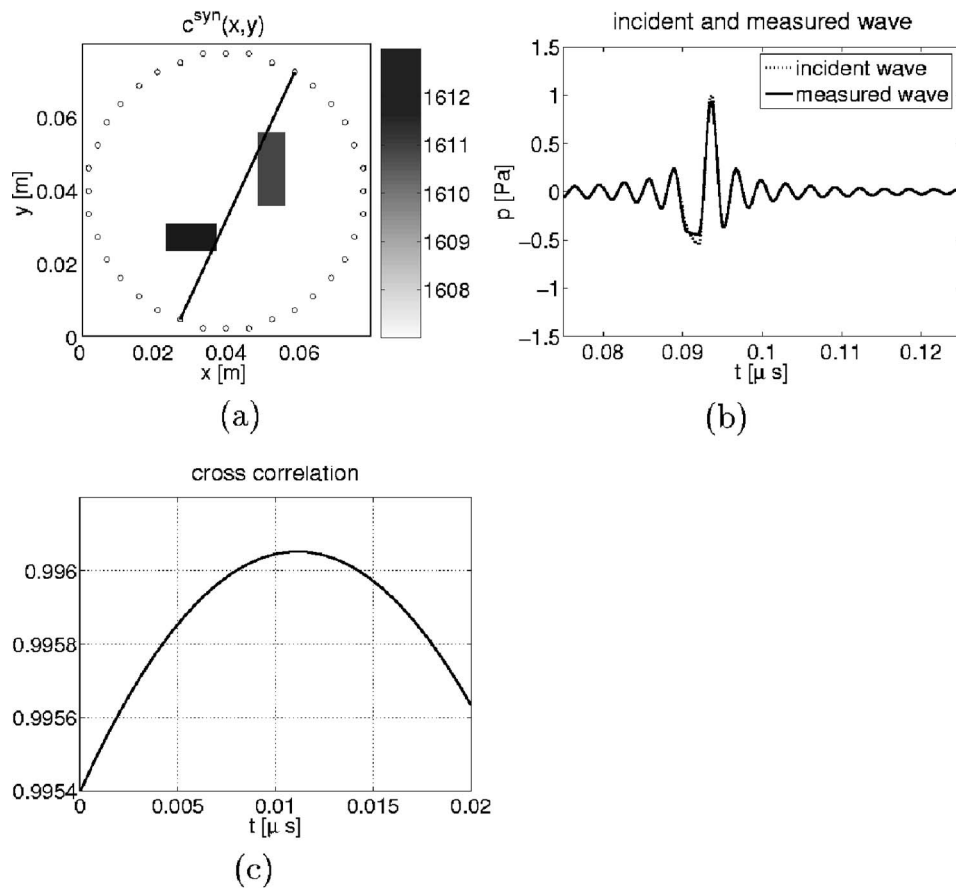 c^syn(x,y)
0.06
0.04
0.02
0
0 0.02 0.04 0.06
y [m]
x [m]
1612
1611
1610
1609
1608
(a)
incident and measured wave
incident wave
measured wave
1.5
1
0.5
0
−0.5
−1
−1.5
p [Pa]
0.08 0.09 0.1 0.11 0.12
t [μ s]
(b)
cross correlation
0.996
0.9958
0.9956
0.9954
0 0.005 0.01 0.015 0.02
t [μ s]
(c)